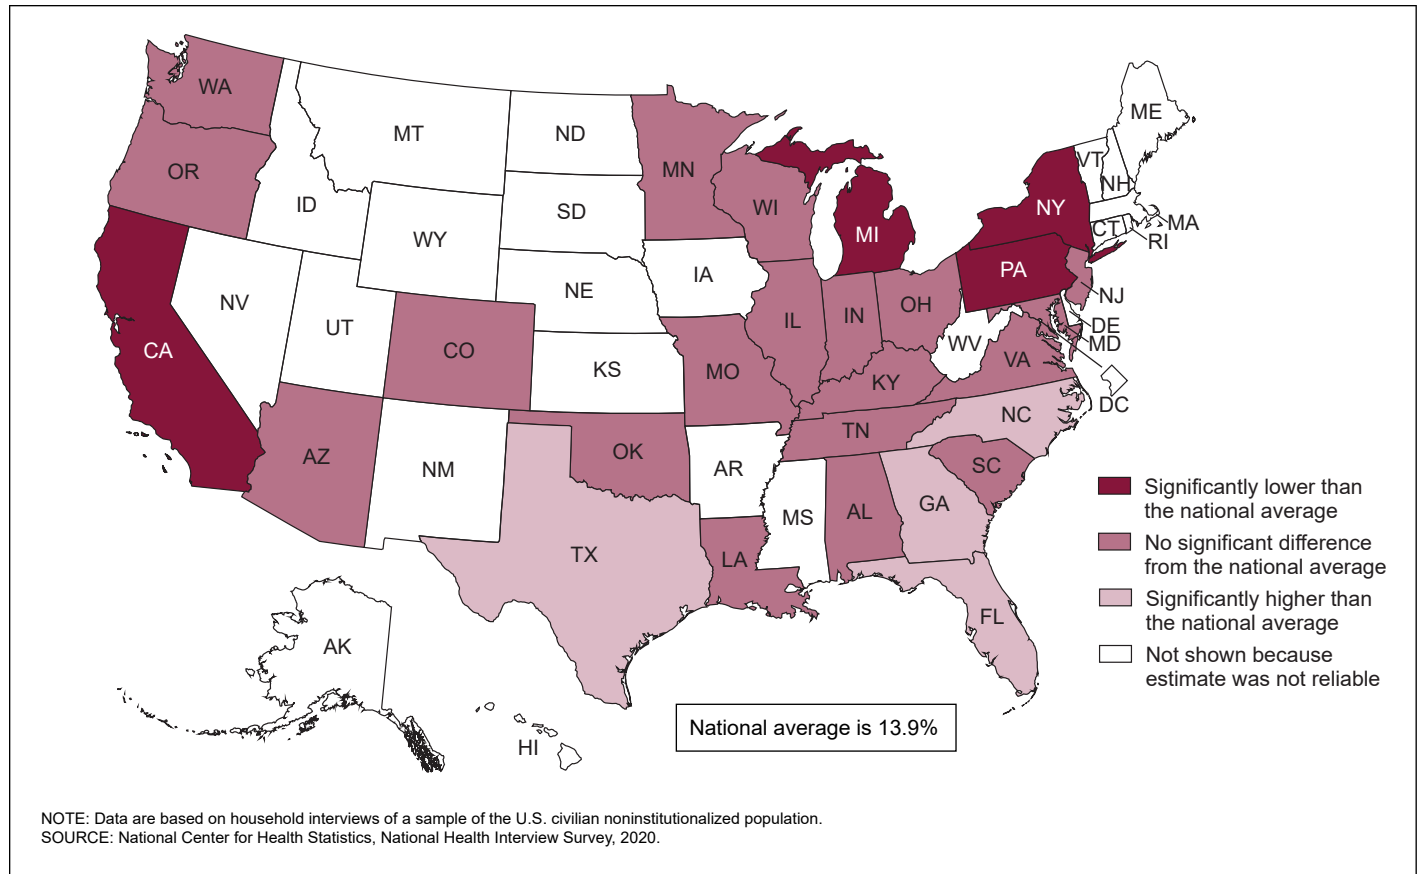 WA
MT
ND
MN
ME
VT
NH
OR
ID
SD
WI
NY
MA
CT
RI
WY
MI
IA
PA
NE
NJ
NV
UT
OH
IL
IN
DE
MD
CA
CO
WV
KS
VA
MO
KY
DC
NC
TN
AZ
OK
NM
AR
SC
MS
AL
GA
TX
LA
FL
AK
HI
Significantly lower than
the national average
No significant difference
from the national average
Significantly higher than
the national average
Not shown because
estimate was not reliable
National average is 13.9%
NOTE: Data are based on household interviews of a sample of the U.S. civilian noninstitutionalized population.
SOURCE: National Center for Health Statistics, National Health Interview Survey, 2020.